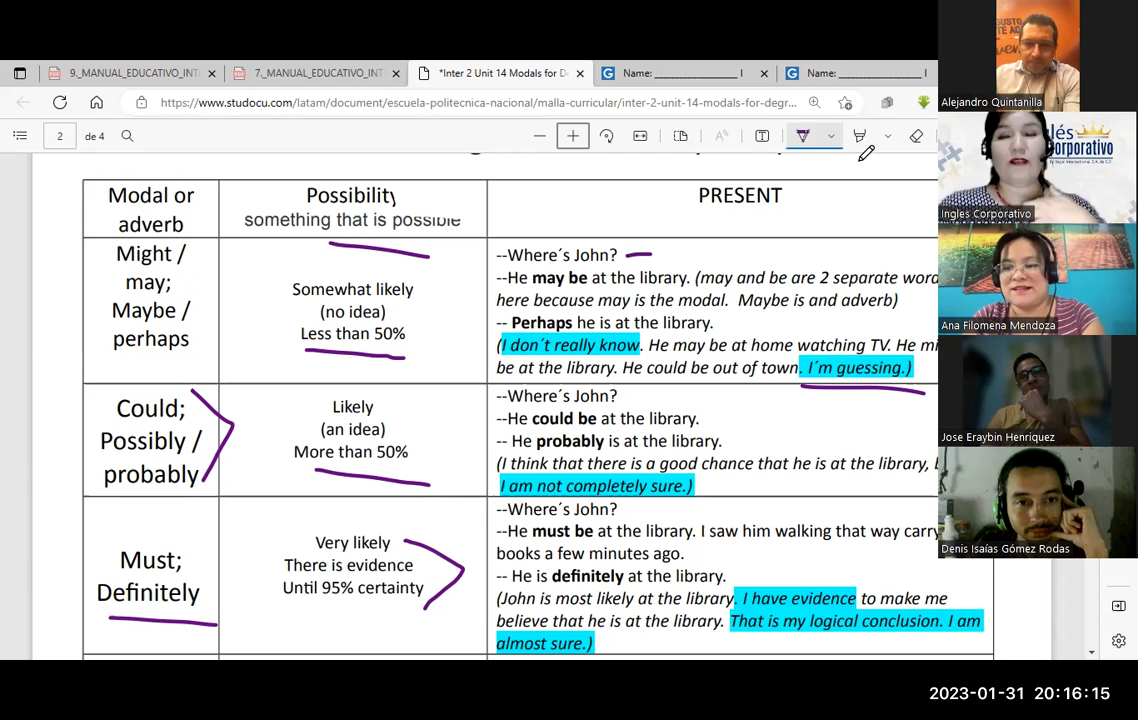 9._MANUAL_EDUCATIVO_INT
7._MANUAL_EDUCATIVO_INT
*Inter 2 Unit 14 Modals for De
Name: ________________ I
Name: ________________ I
https://www.studocu.com/latam/document/escuela-politecnica-nacional/malla-curricular/inter-2-unit-14-modals-for-degr...
2 de 4
Modal or
adverb
Possibility
something that is possible
PRESENT
Might /
may;
Maybe /
perhaps
Somewhat likely
(no idea)
Less than 50%
--Where´s John?
--He may be at the library. (may and be are 2 separate word
here because may is the modal. Maybe is and adverb)
-- Perhaps he is at the library.
(I don´t really know. He may be at home watching TV. He mi
be at the library. He could be out of town. I´m guessing.)
Could;
Possibly /
probably
Likely
(an idea)
More than 50%
--Where´s John?
--He could be at the library.
-- He probably is at the library.
(I think that there is a good chance that he is at the library, b
I am not completely sure.)
Must;
Definitely
Very likely
There is evidence
Until 95% certainty
--Where´s John?
--He must be at the library. I saw him walking that way carry
books a few minutes ago.
-- He is definitely at the library.
(John is most likely at the library. I have evidence to make me
believe that he is at the library. That is my logical conclusion. I am
almost sure.)
GUSTO
Alejandro Quintanilla
lés
Corporativo
Ingles Corporativo
Ana Filomena Mendoza
Jose Eraybin Henriquez
Denis Isaías Gómez Rodas
2023-01-31 20:16:15